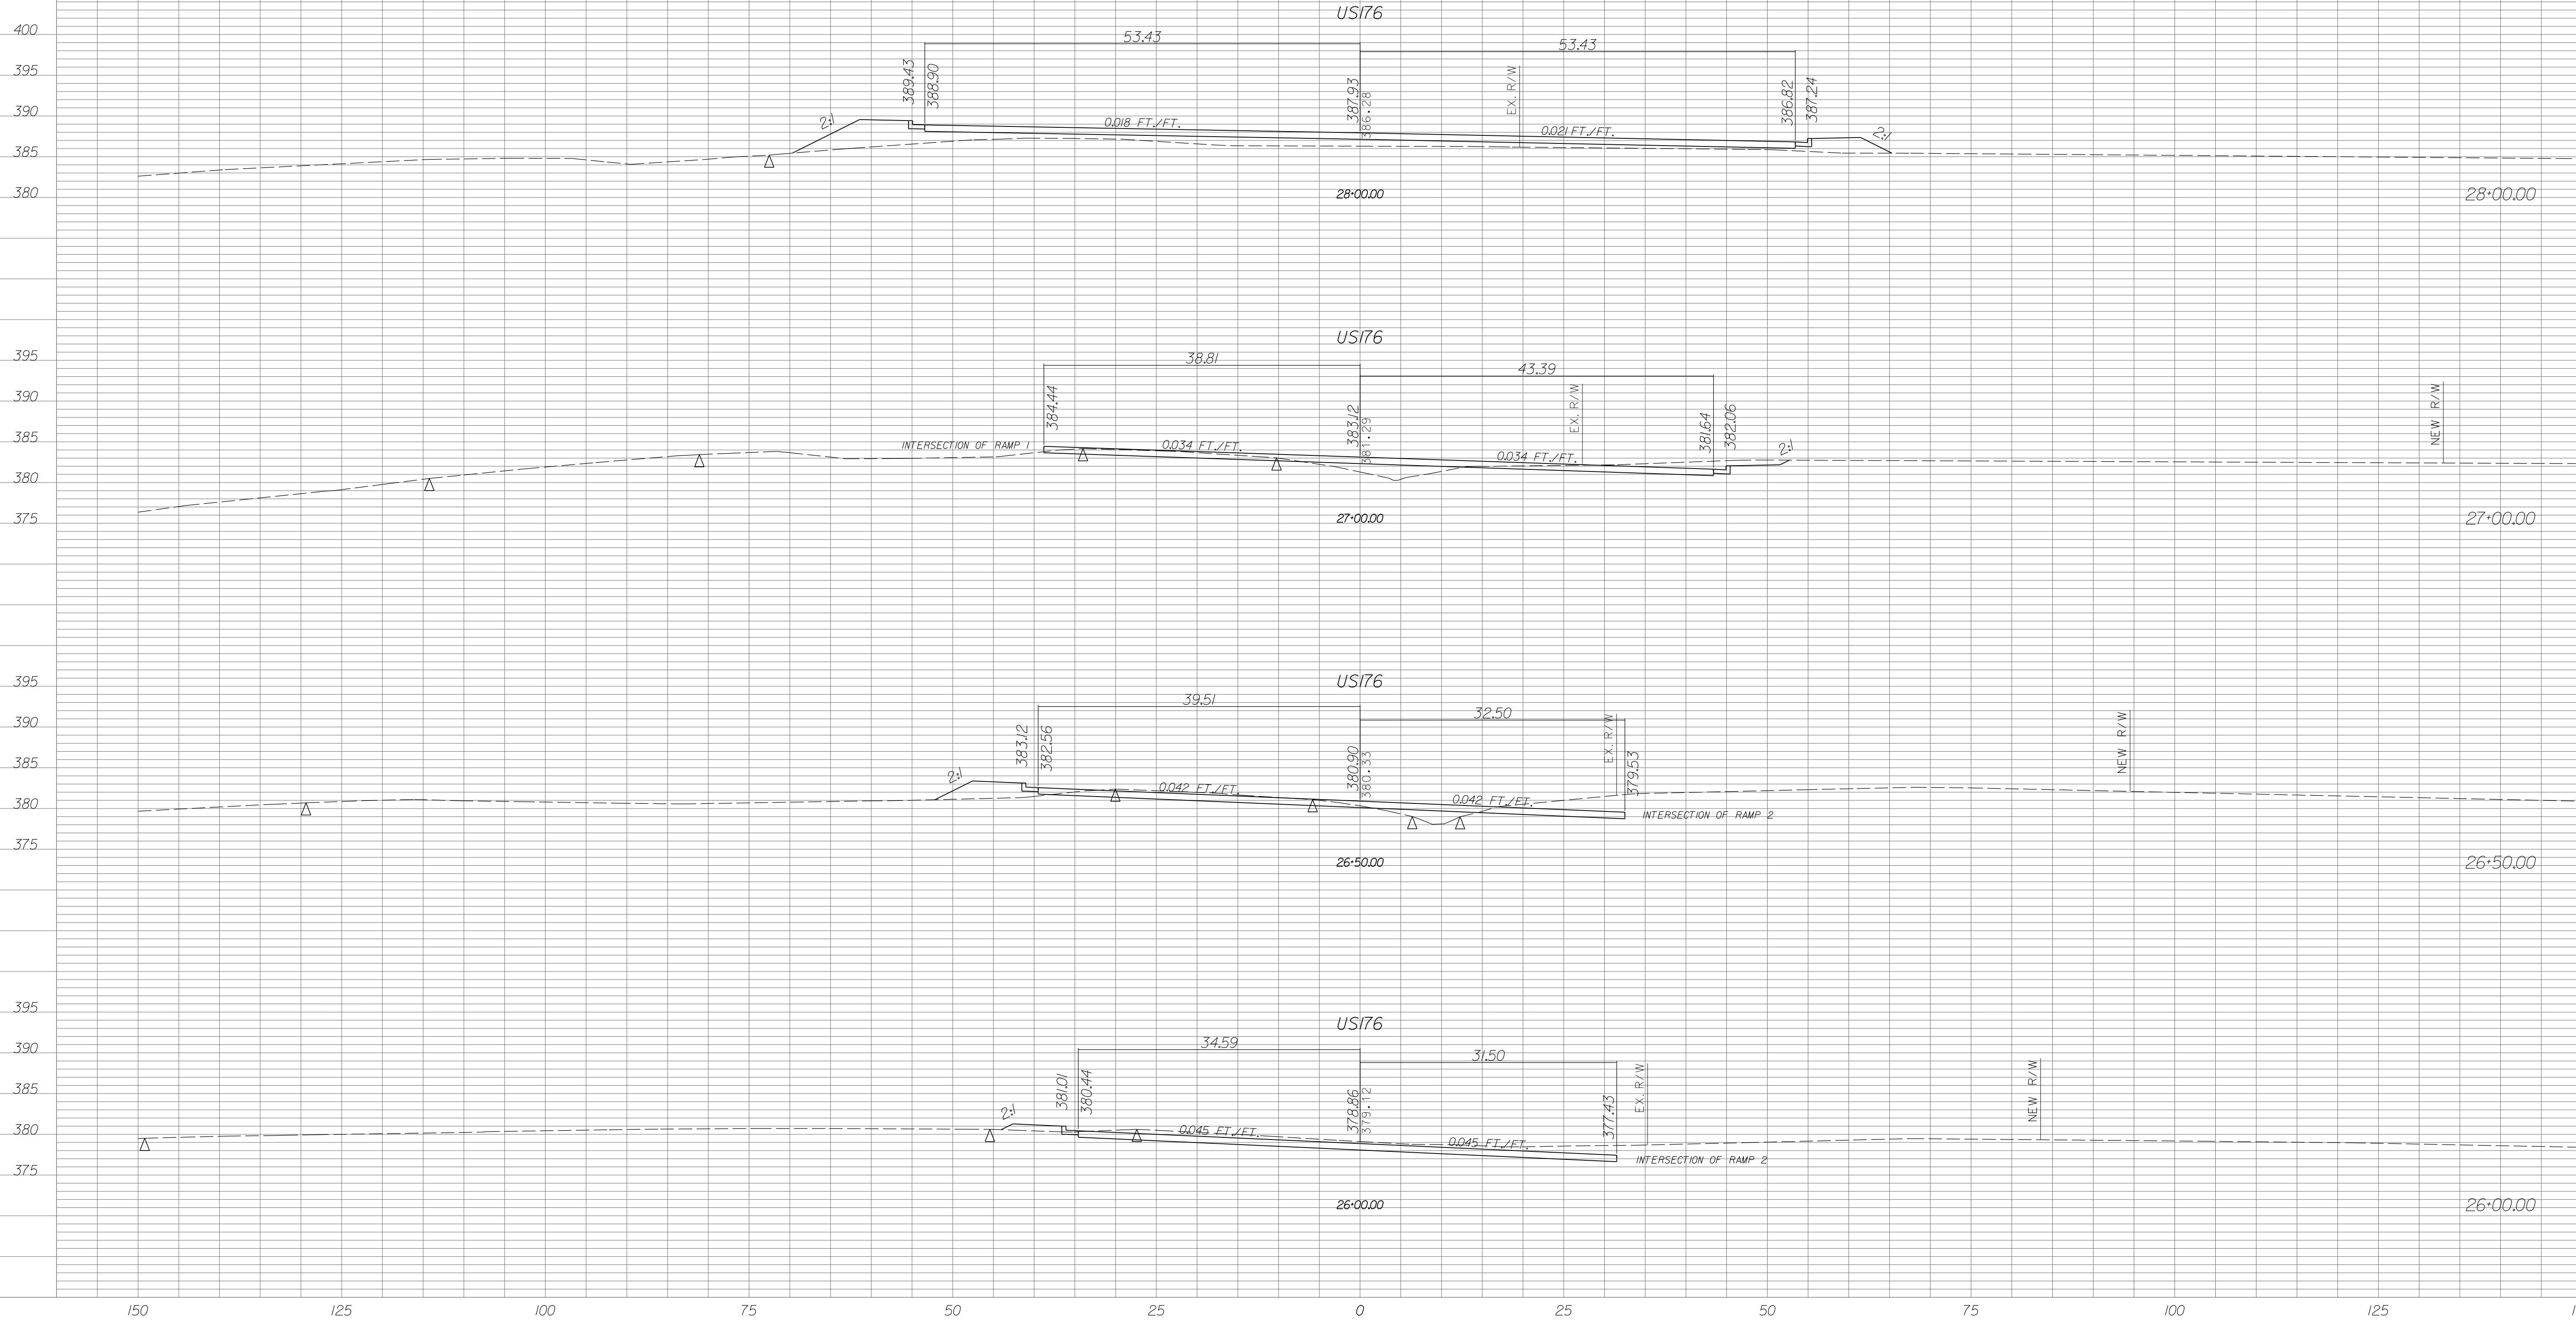 US176
400
53.43
53.43
395
389.43
388.90
387.93
386.28
EX. R/W
386.82
387.24
390
2:1
0.018 FT./FT.
0.021 FT./FT.
2:1
385
380
28+00.00
28+00.00
US176
395
38.81
43.39
390
384.44
383.12
381.29
EX. R/W
381.64
382.06
NEW R/W
385
INTERSECTION OF RAMP 1
0.034 FT./FT.
0.034 FT./FT.
2:1
380
375
27+00.00
27+00.00
US176
395
39.51
32.50
390
383.12
382.56
380.90
380.33
EX. R/W
379.53
NEW R/W
385
2:1
0.042 FT./FT.
0.042 FT./FT.
380
INTERSECTION OF RAMP 2
375
26+50.00
26+50.00
US176
395
34.59
31.50
390
381.01
380.44
378.86
379.12
377.43
EX. R/W
NEW R/W
385
2:1
380
0.045 FT./FT.
0.045 FT./FT.
INTERSECTION OF RAMP 2
375
26+00.00
26+00.00
150 125 100 75 50 25 0 25 50 75 100 125